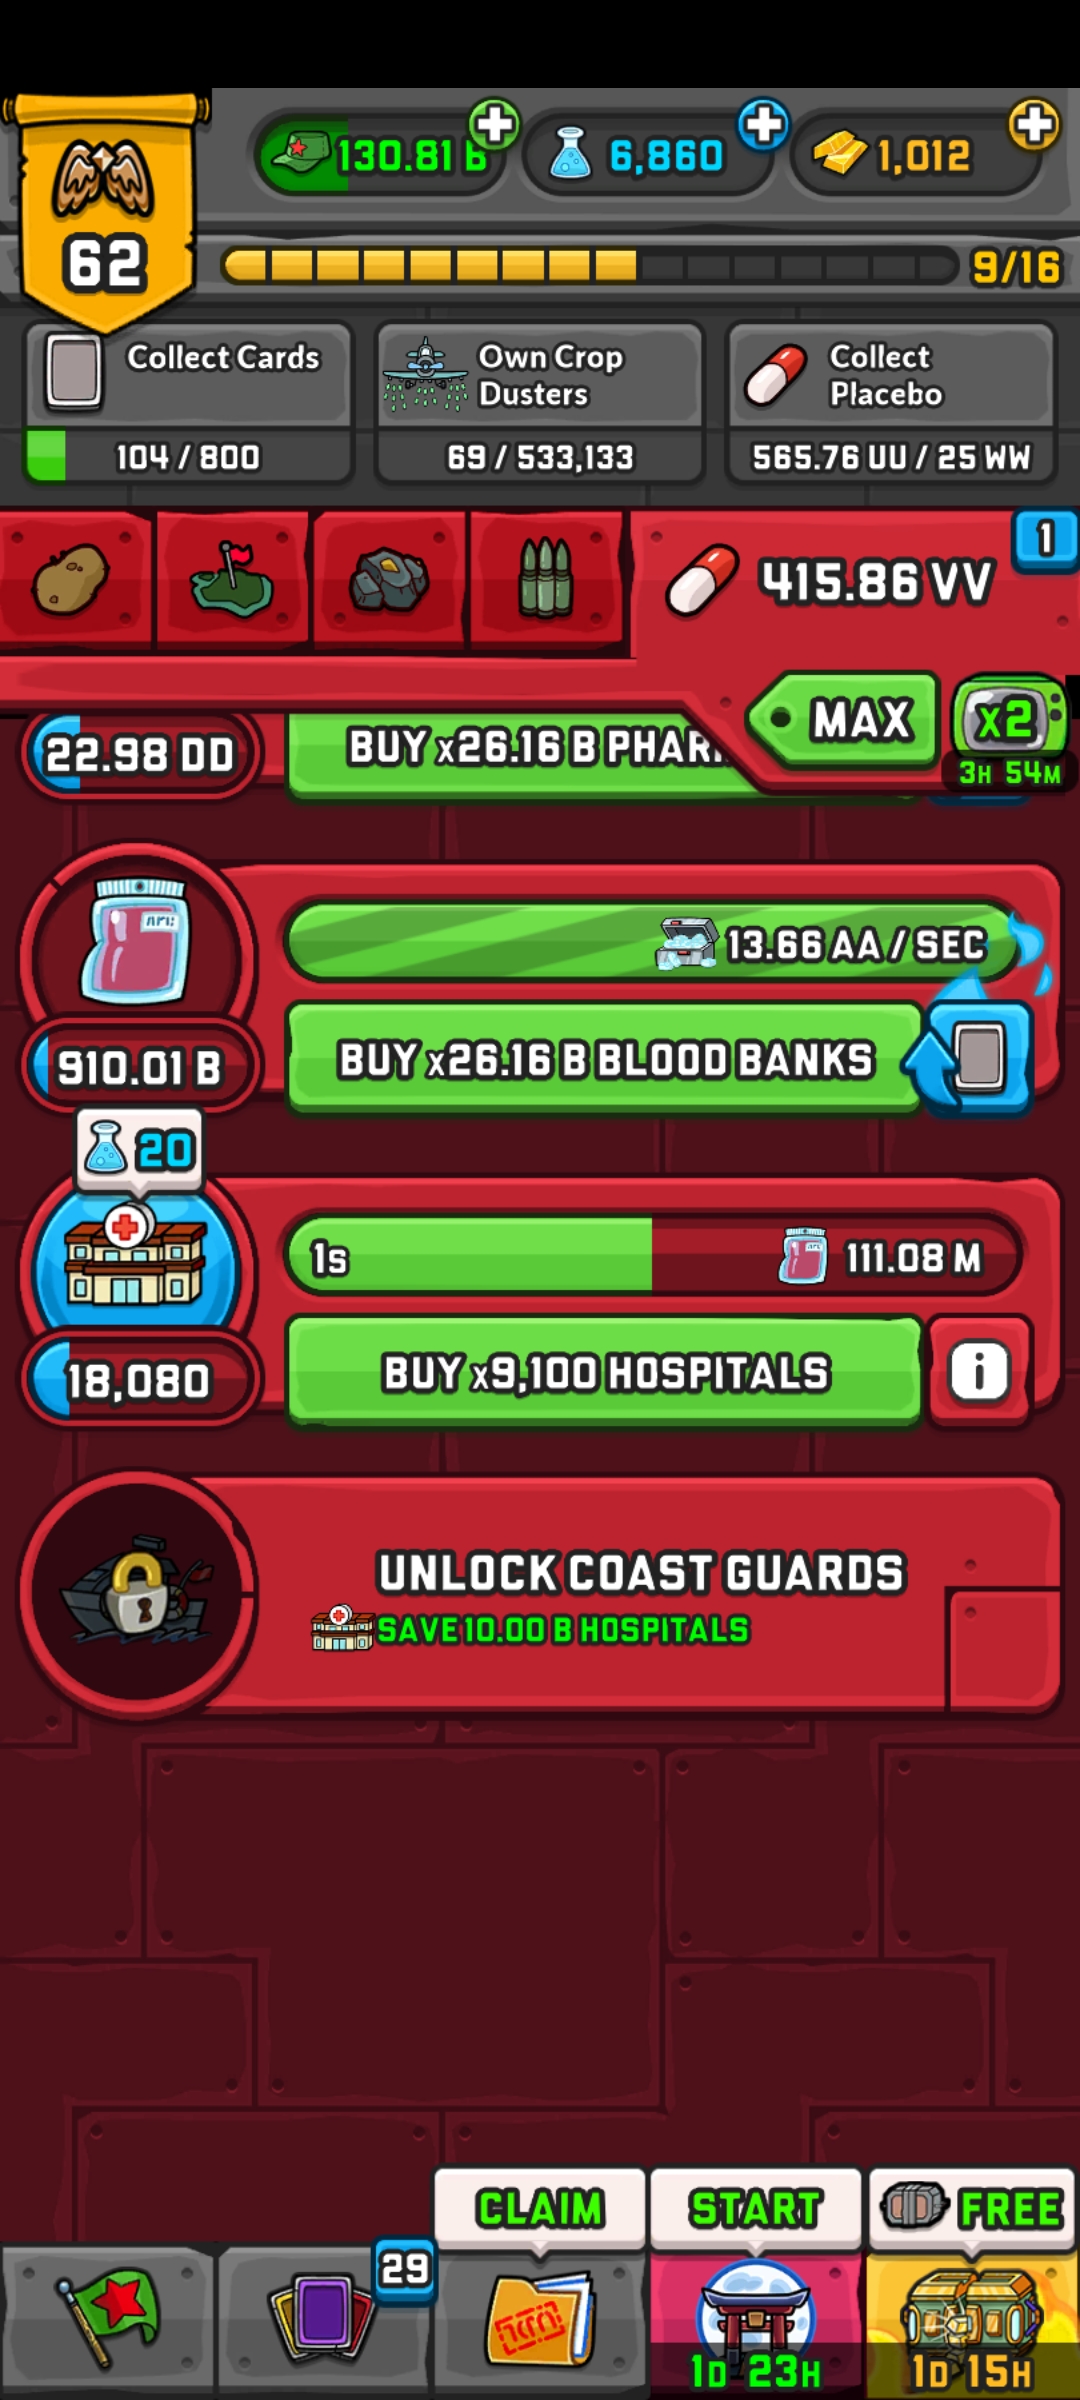 130.81 B
6,860
1,012
62
9/16
Collect Cards
104 / 800
Own Crop
Dusters
69 / 533,133
Collect
Placebo
565.76 UU / 25 WW
415.86 VV
1
MAX
x2
3H 54M
22.98 DD
BUY x26.16 B PHAR
13.66 AA / SEC
910.01 B
BUY x26.16 B BLOOD BANKS
20
1s
111.08 M
18,080
BUY x9,100 HOSPITALS
i
UNLOCK COAST GUARDS
SAVE 10.00 B HOSPITALS
CLAIM
START
FREE
29
1D 23H
1D 15H